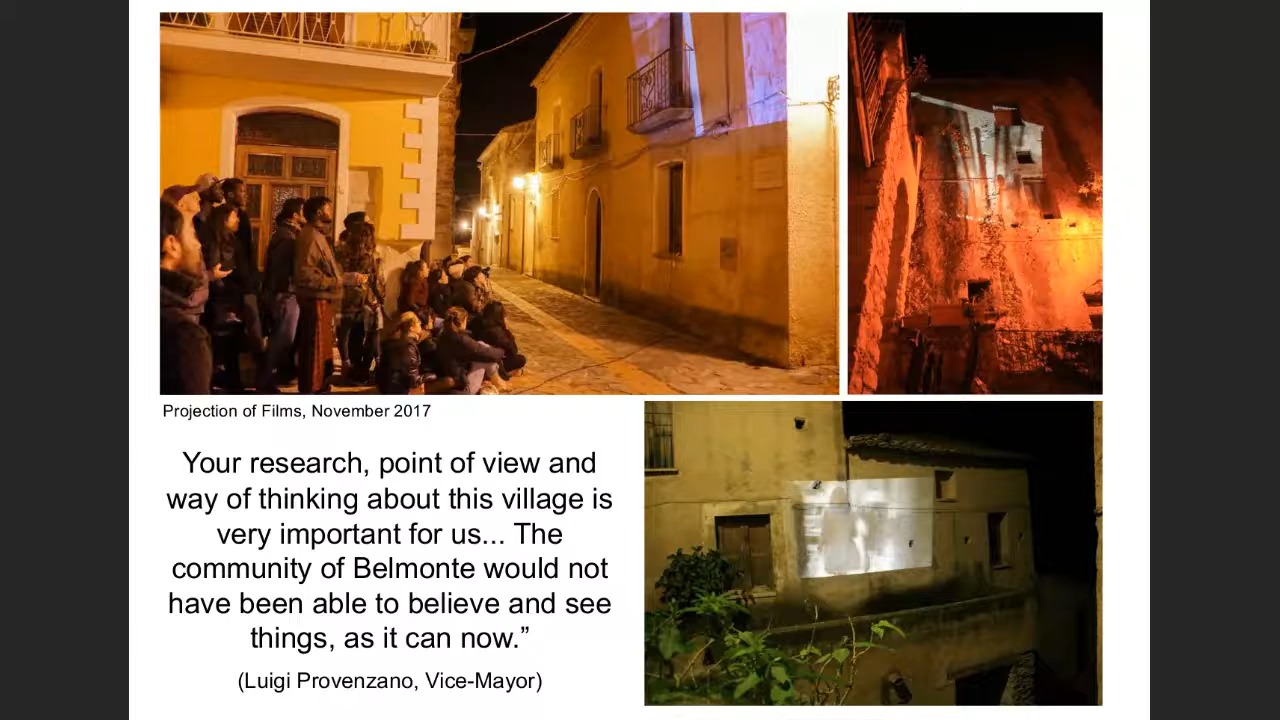 Projection of Films, November 2017
Your research, point of view and
way of thinking about this village is
very important for us... The
community of Belmonte would not
have been able to believe and see
things, as it can now.”
(Luigi Provenzano, Vice-Mayor)